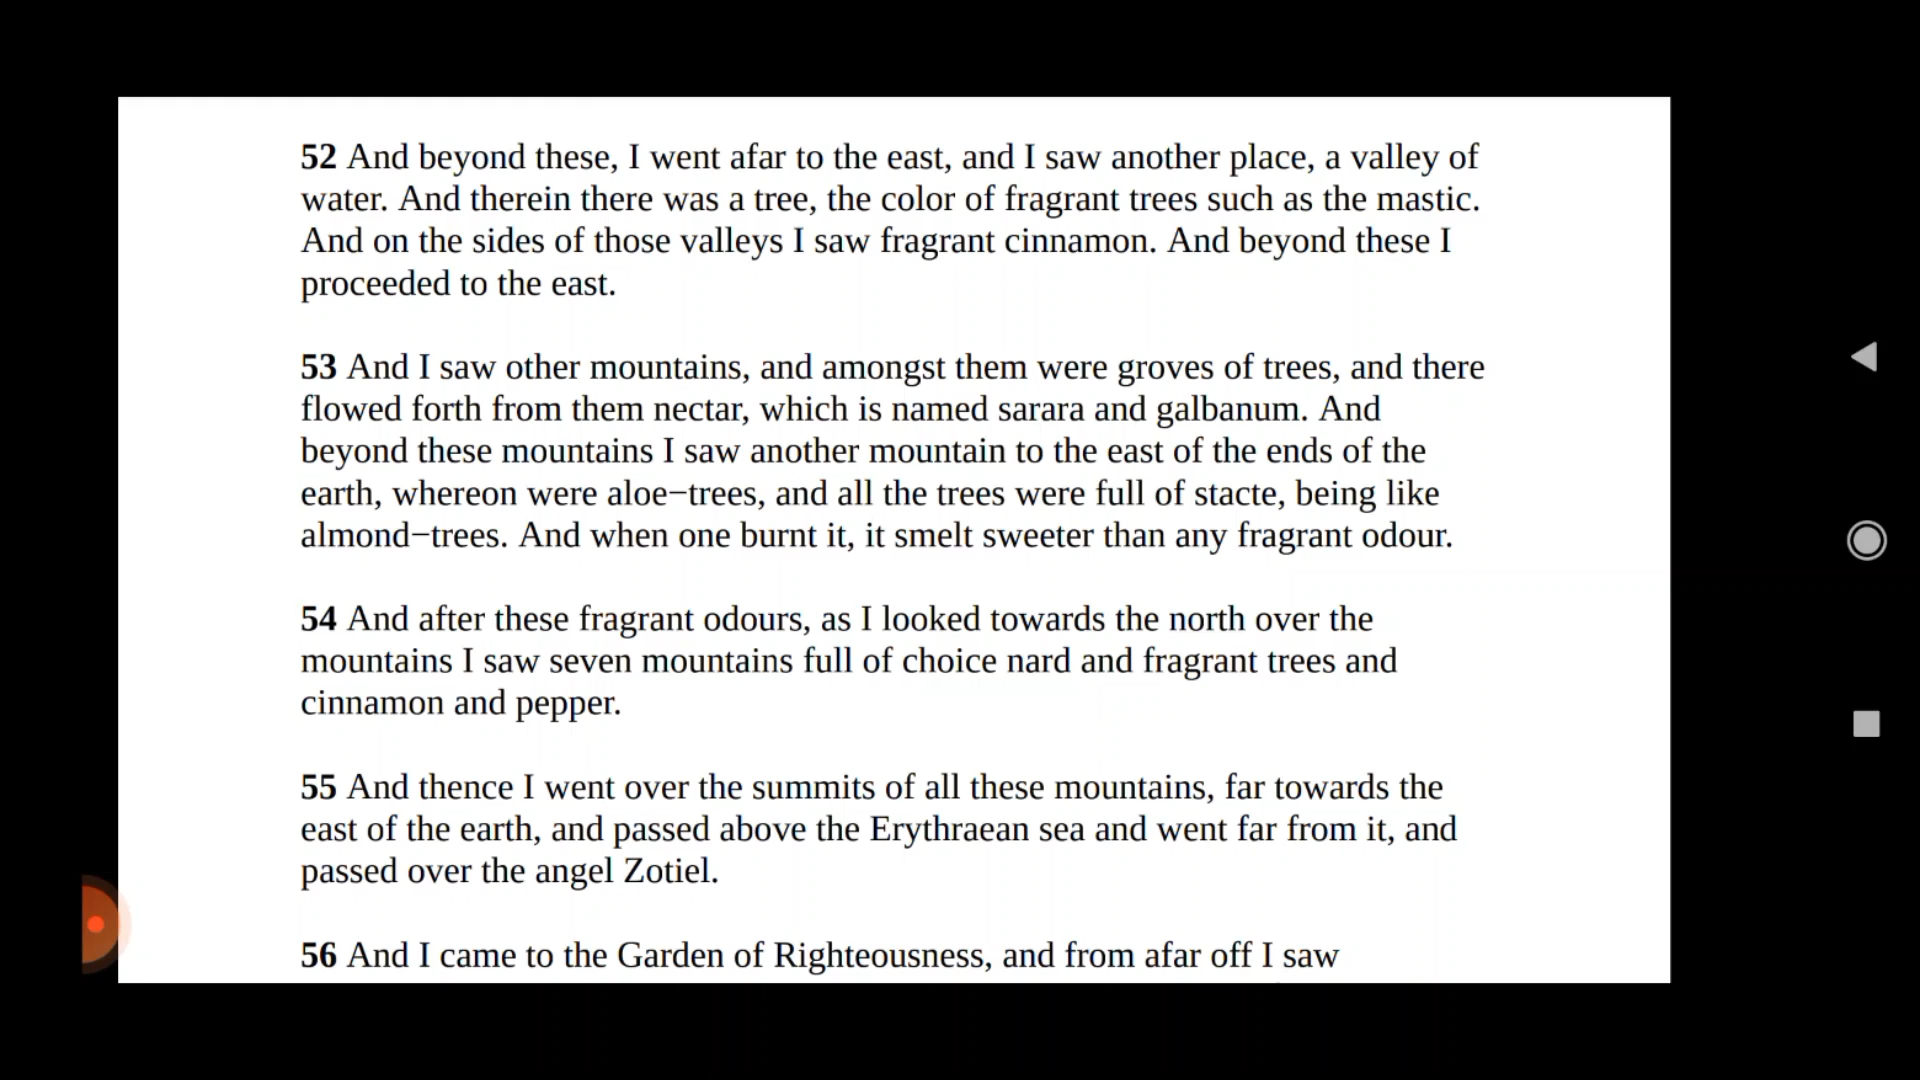 52 And beyond these, I went afar to the east, and I saw another place, a valley of
water. And therein there was a tree, the color of fragrant trees such as the mastic.
And on the sides of those valleys I saw fragrant cinnamon. And beyond these I
proceeded to the east.
53 And I saw other mountains, and amongst them were groves of trees, and there
flowed forth from them nectar, which is named sarara and galbanum. And
beyond these mountains I saw another mountain to the east of the ends of the
earth, whereon were aloe−trees, and all the trees were full of stacte, being like
almond−trees. And when one burnt it, it smelt sweeter than any fragrant odour.
54 And after these fragrant odours, as I looked towards the north over the
mountains I saw seven mountains full of choice nard and fragrant trees and
cinnamon and pepper.
55 And thence I went over the summits of all these mountains, far towards the
east of the earth, and passed above the Erythraean sea and went far from it, and
passed over the angel Zotiel.
56 And I came to the Garden of Righteousness, and from afar off I saw